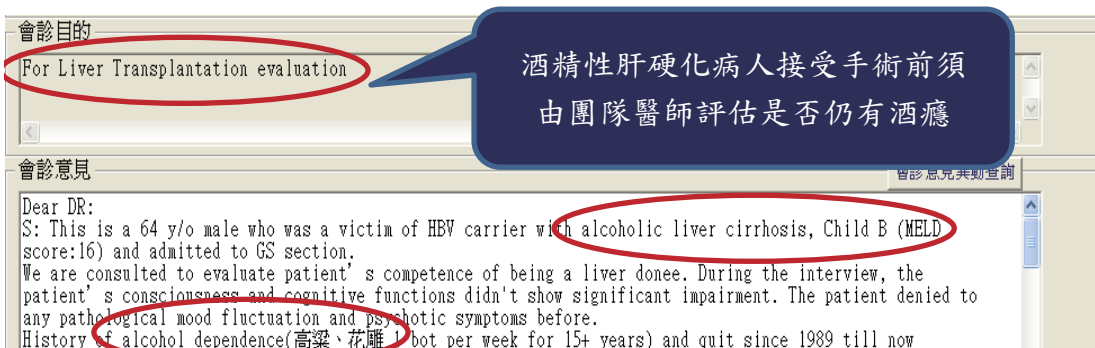 會診目的
For Liver Transplantation evaluation
酒精性肝硬化病人接受手術前須
由團隊醫師評估是否仍有酒癮
會診意見
會診意見異動查詢
Dear DR:
S: This is a 64 y/o male who was a victim of HBV carrier with alcoholic liver cirrhosis, Child B (MELD
score:16) and admitted to GS section.
We are consulted to evaluate patient's competence of being a liver donee. During the interview, the
patient's consciousness and cognitive functions didn't show significant impairment. The patient denied to
any pathological mood fluctuation and psychotic symptoms before.
History of alcohol dependence(高粱、花雕 1 bot per week for 15+ years) and quit since 1989 till now